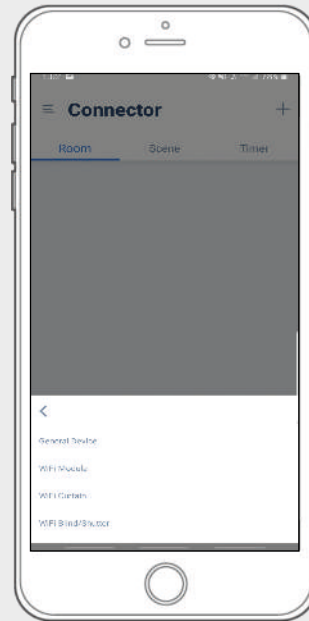 Connector
Room Scene Timer
General Device
WiFi Module
WiFi Curtain
WiFi Blind/Shutter